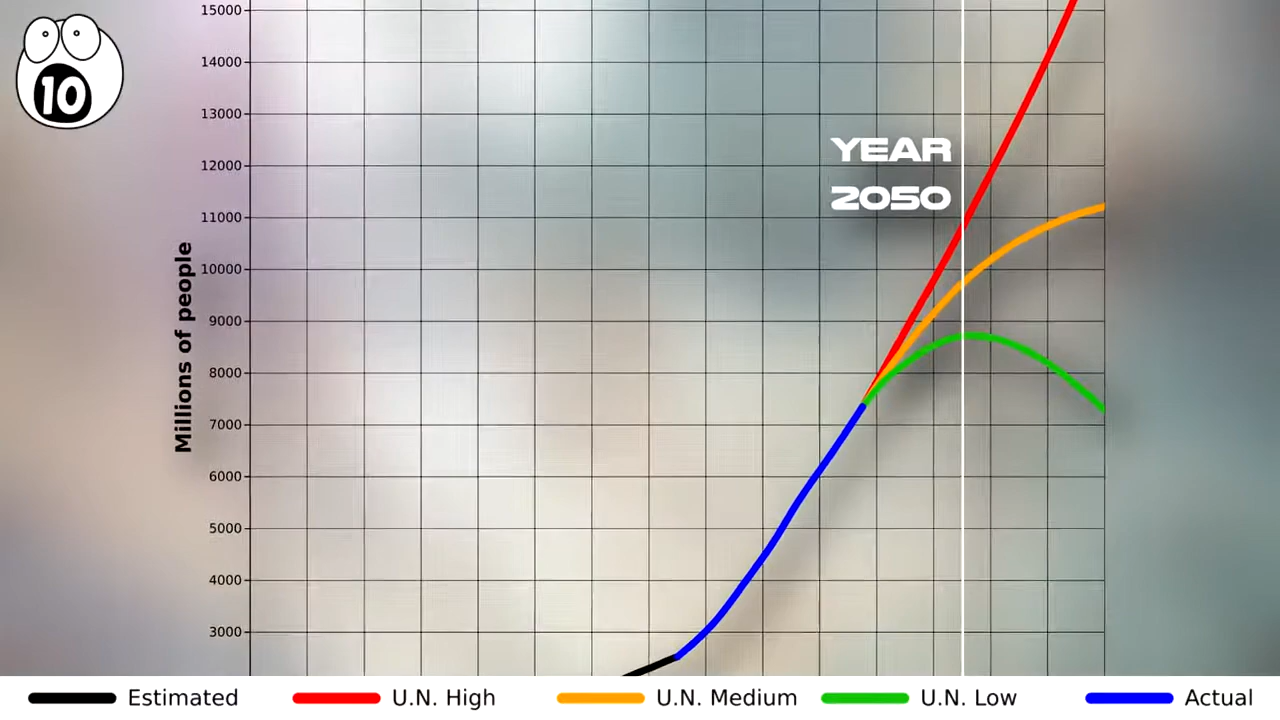 10
15000
14000
13000
12000
11000
10000
9000
8000
7000
6000
5000
4000
3000
Millions of people
YEAR
2050
Estimated
U.N. High
U.N. Medium
U.N. Low
Actual